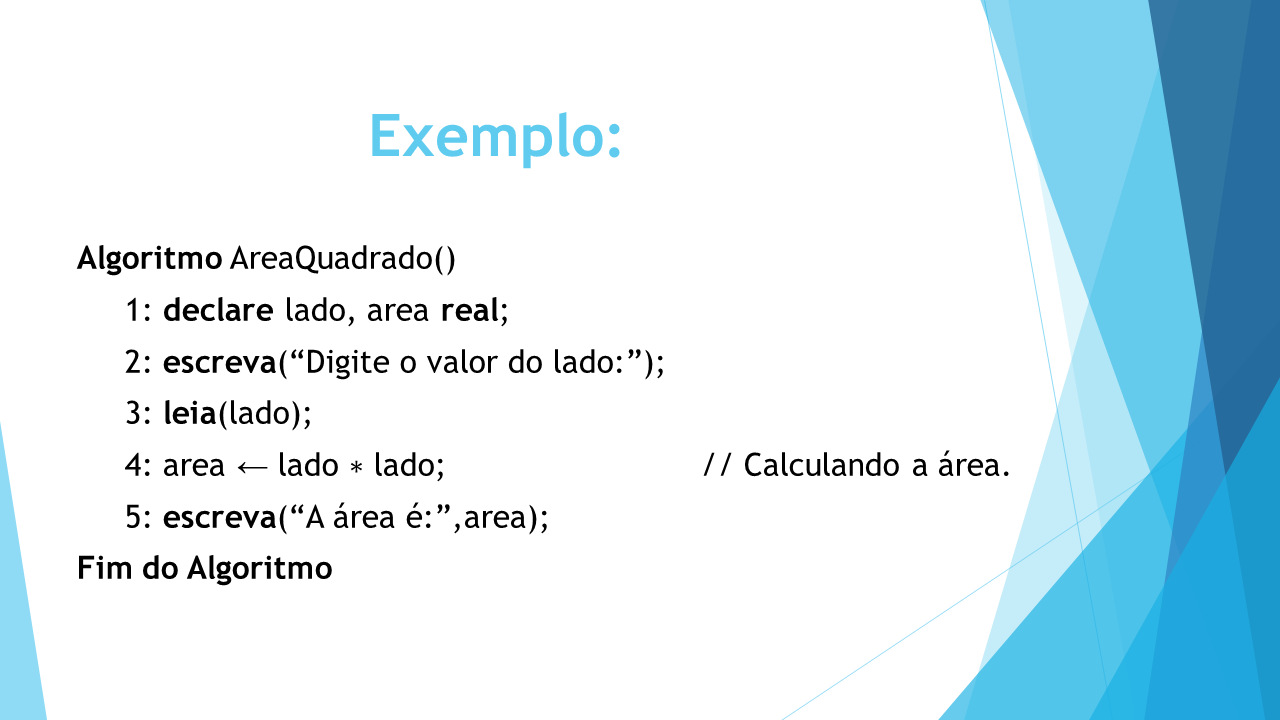 Exemplo:
Algoritmo AreaQuadrado()
1: declare lado, area real;
2: escreva(“Digite o valor do lado:”);
3: leia(lado);
4: area ← lado ∗ lado; // Calculando a área.
5: escreva(“A área é:”,area);
Fim do Algoritmo